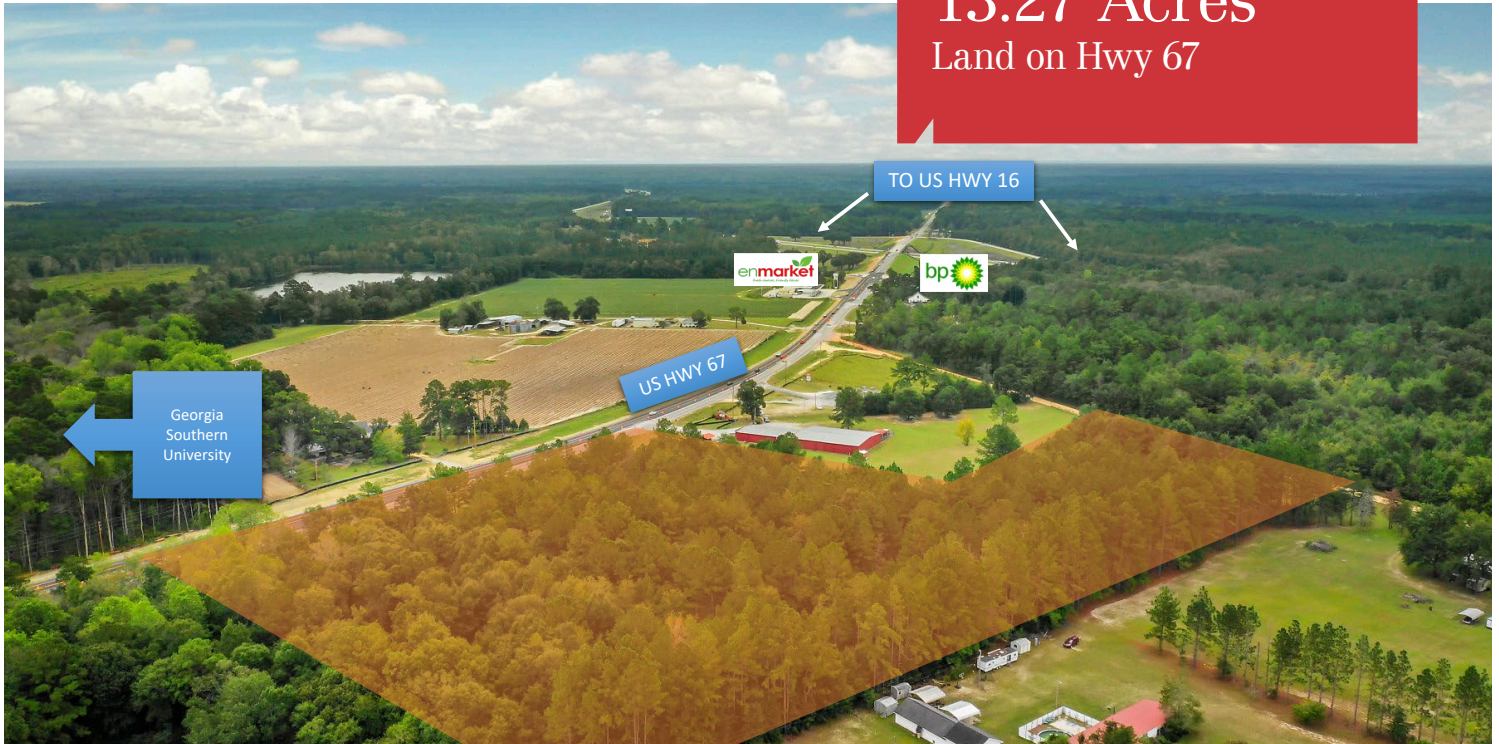 13.27 Acres
Land on Hwy 67
TO US HWY 16
enmarket
bp
US HWY 67
Georgia
Southern
University